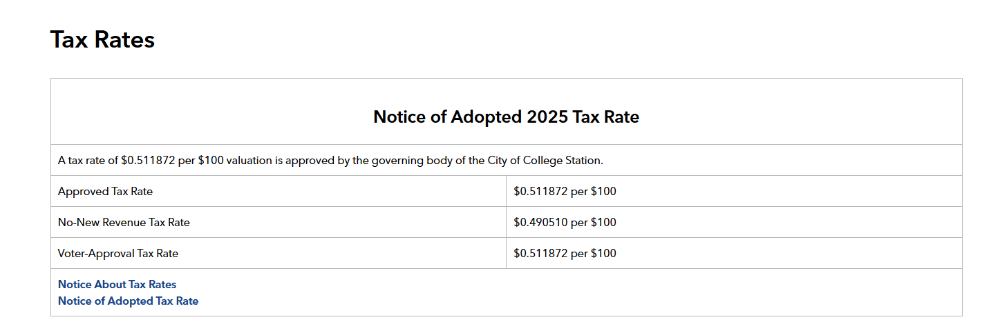 Tax Rates
Notice of Adopted 2025 Tax Rate
A tax rate of $0.511872 per $100 valuation is approved by the governing body of the City of College Station.
Approved Tax Rate $0.511872 per $100
No-New Revenue Tax Rate $0.490510 per $100
Voter-Approval Tax Rate $0.511872 per $100
Notice About Tax Rates
Notice of Adopted Tax Rate